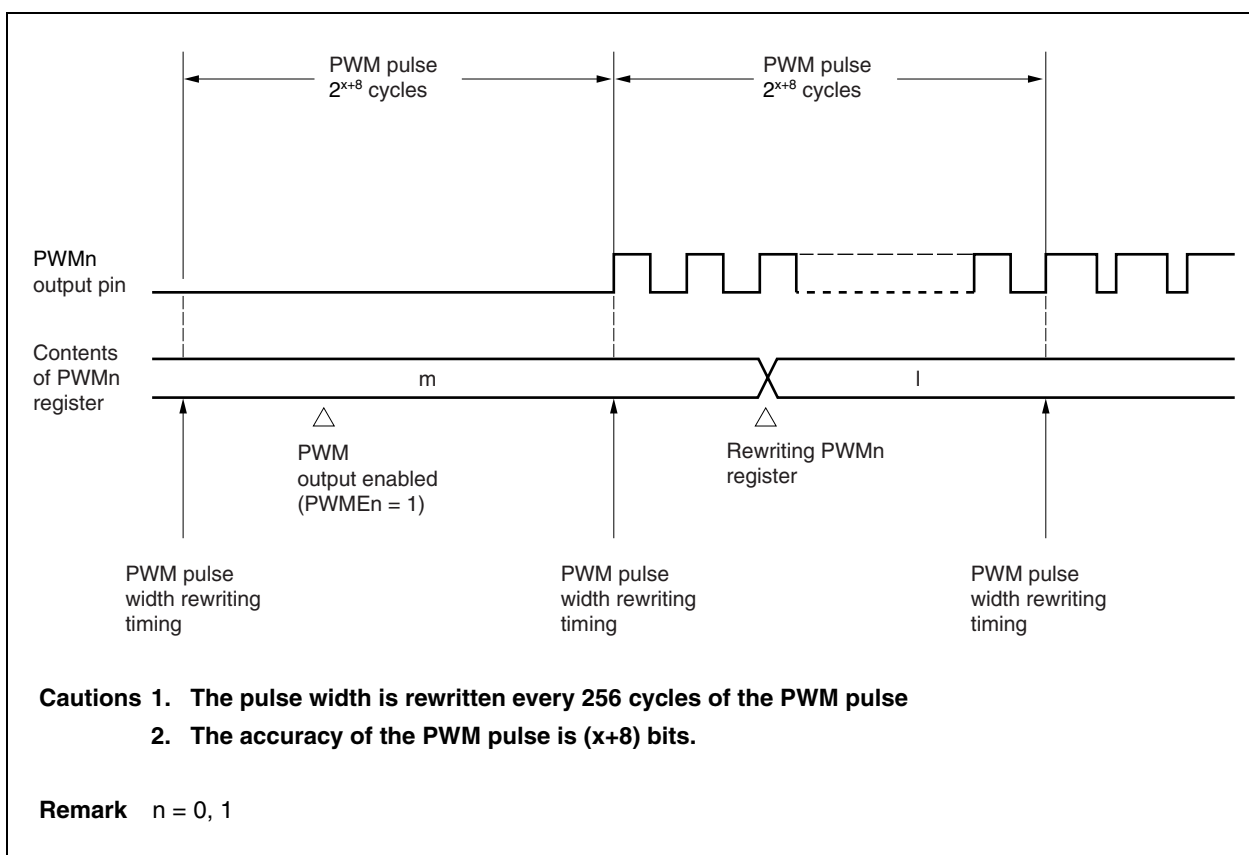 PWM pulse
2^x+8 cycles
PWM pulse
2^x+8 cycles
PWMn
output pin
Contents
of PWMn
register
m
l
PWM
output enabled
(PWMEn = 1)
Rewriting PWMn
register
PWM pulse
width rewriting
timing
PWM pulse
width rewriting
timing
PWM pulse
width rewriting
timing
Cautions 1. The pulse width is rewritten every 256 cycles of the PWM pulse
2. The accuracy of the PWM pulse is (x+8) bits.
Remark n = 0, 1